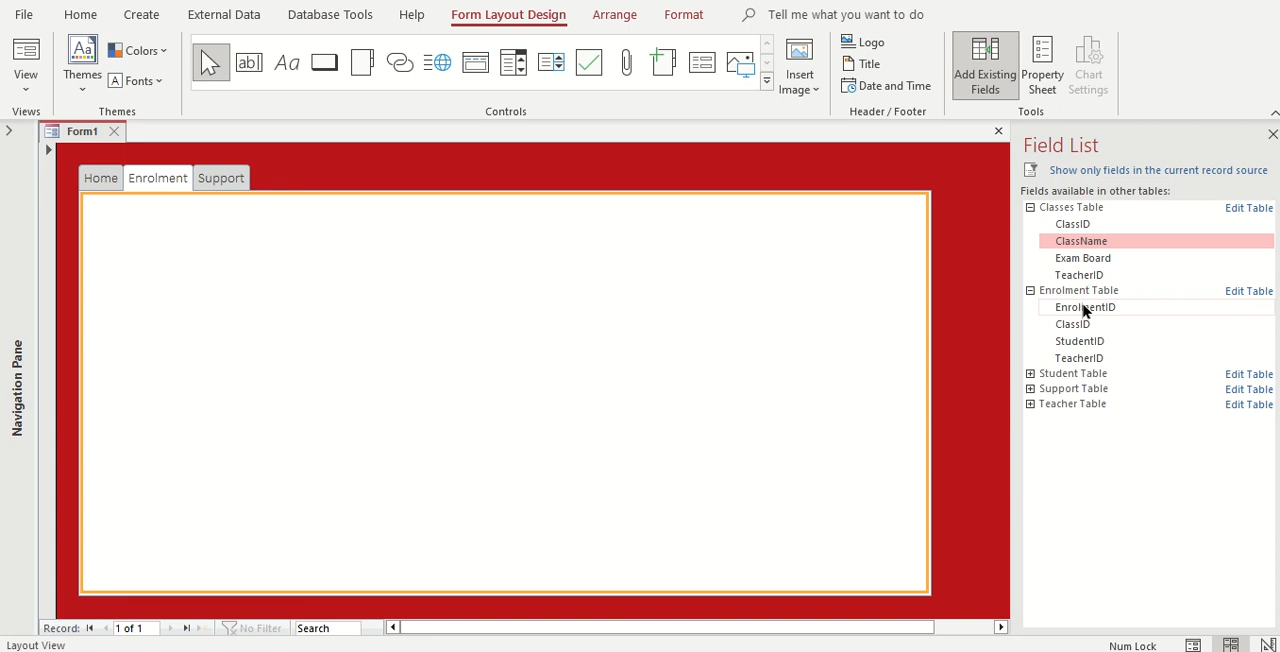 File Home Create External Data Database Tools Help Form Layout Design Arrange Format Tell me what you want to do
View
Themes
Colors
Fonts
ab
Aa
Insert
Image
Logo
Title
Date and Time
Add Existing
Fields
Property
Sheet
Chart
Settings
Views Themes Controls Header / Footer Tools
Form1
Navigation Pane
Home Enrolment Support
Field List
Show only fields in the current record source
Fields available in other tables:
Classes Table Edit Table
ClassID
ClassName
Exam Board
TeacherID
Enrolment Table Edit Table
EnrolmentID
ClassID
StudentID
TeacherID
Student Table Edit Table
Support Table Edit Table
Teacher Table Edit Table
Record: 1 of 1 No Filter Search
Layout View Num Lock